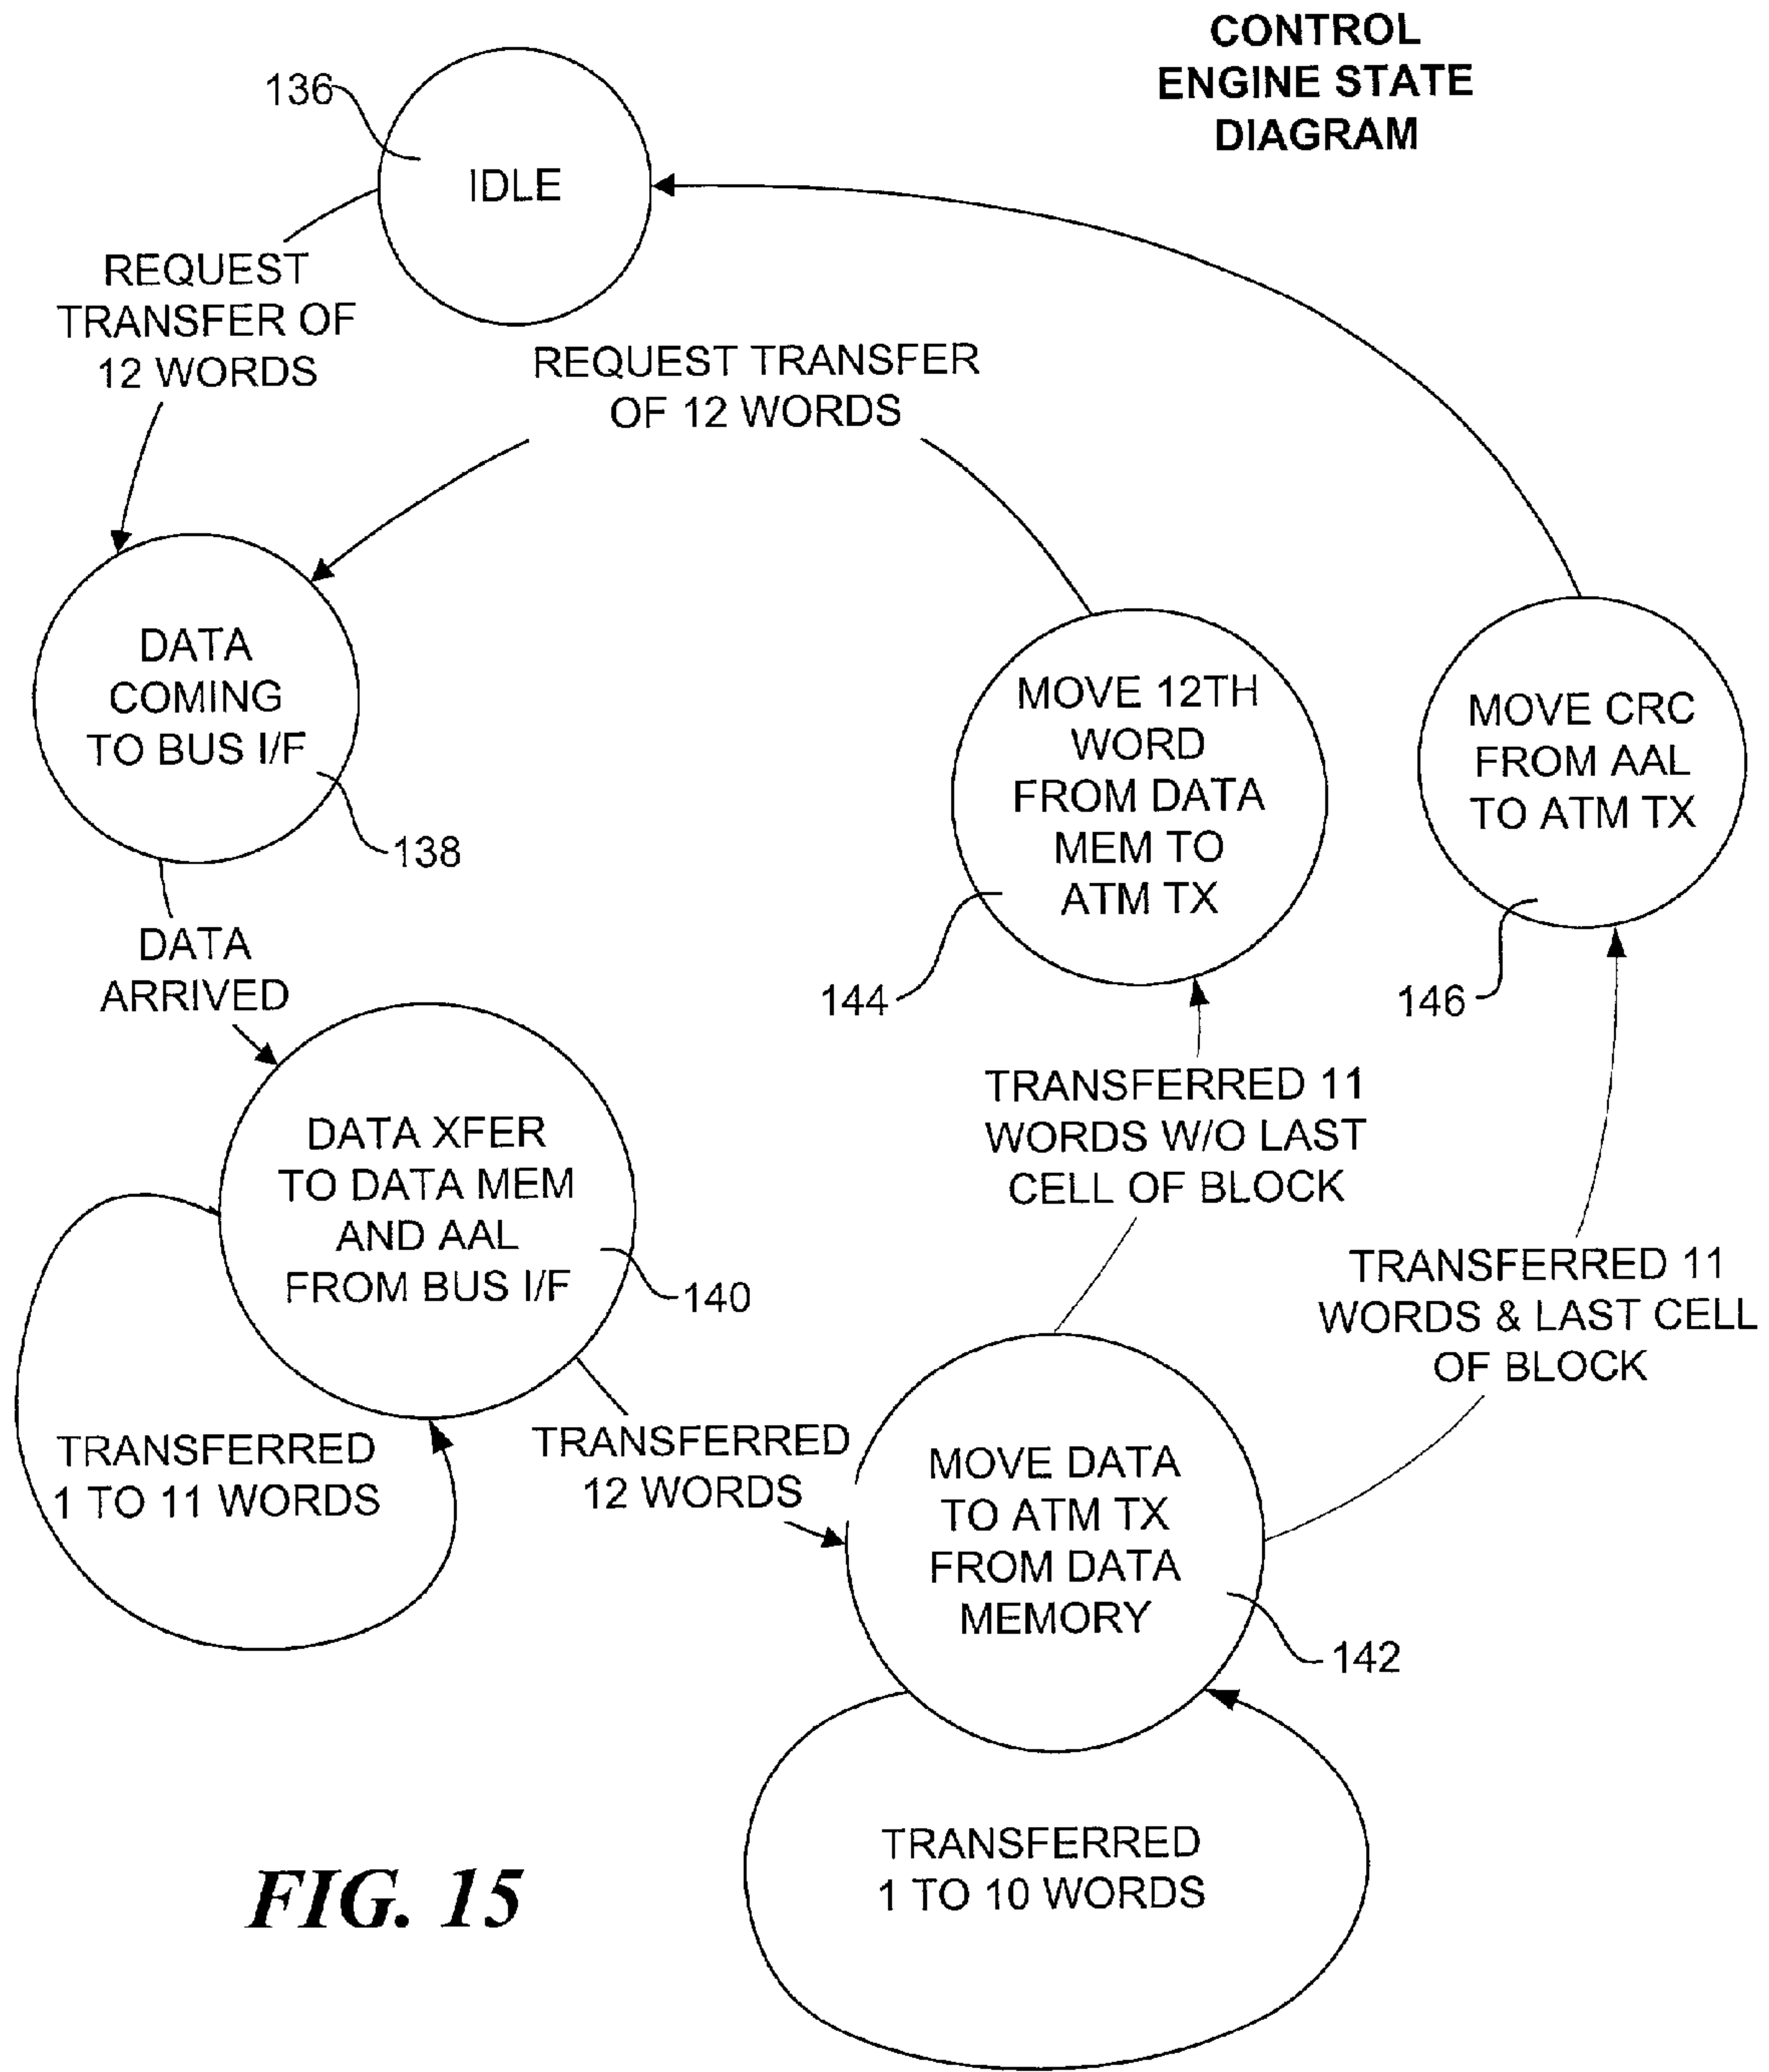 CONTROL
ENGINE STATE
DIAGRAM
136
IDLE
REQUEST
TRANSFER OF
12 WORDS
REQUEST TRANSFER
OF 12 WORDS
DATA
COMING
TO BUS I/F
138
MOVE 12TH
WORD
FROM DATA
MEM TO
ATM TX
144
MOVE CRC
FROM AAL
TO ATM TX
146
DATA
ARRIVED
DATA XFER
TO DATA MEM
AND AAL
FROM BUS I/F
140
TRANSFERRED 11
WORDS W/O LAST
CELL OF BLOCK
TRANSFERRED 11
WORDS & LAST CELL
OF BLOCK
TRANSFERRED
1 TO 11 WORDS
TRANSFERRED
12 WORDS
MOVE DATA
TO ATM TX
FROM DATA
MEMORY
142
TRANSFERRED
1 TO 10 WORDS
FIG. 15